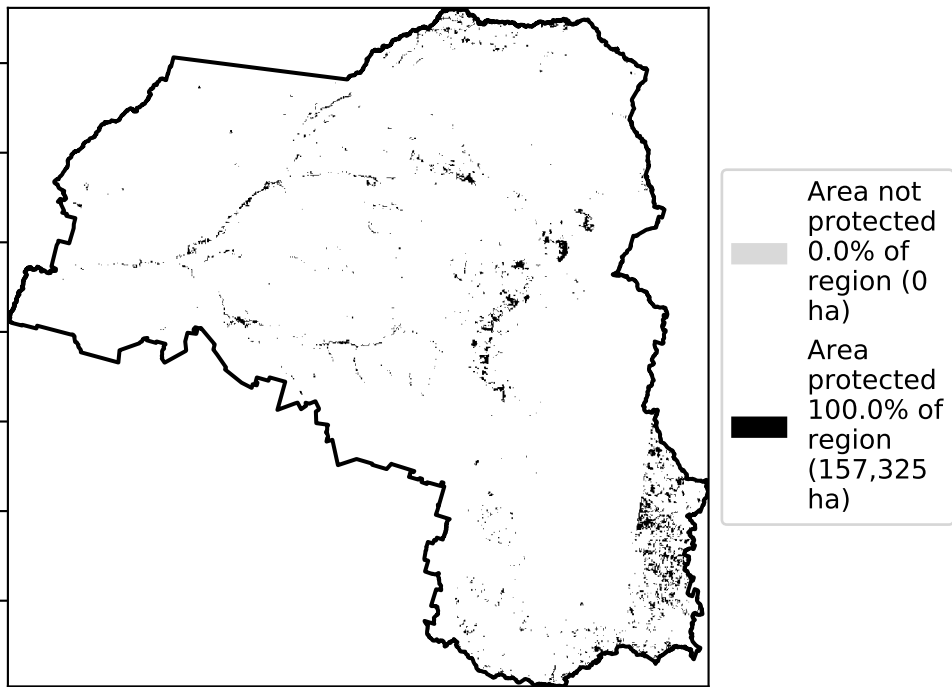 Area not
protected
0.0% of
region (0
ha)
Area
protected
100.0% of
region
(157,325
ha)